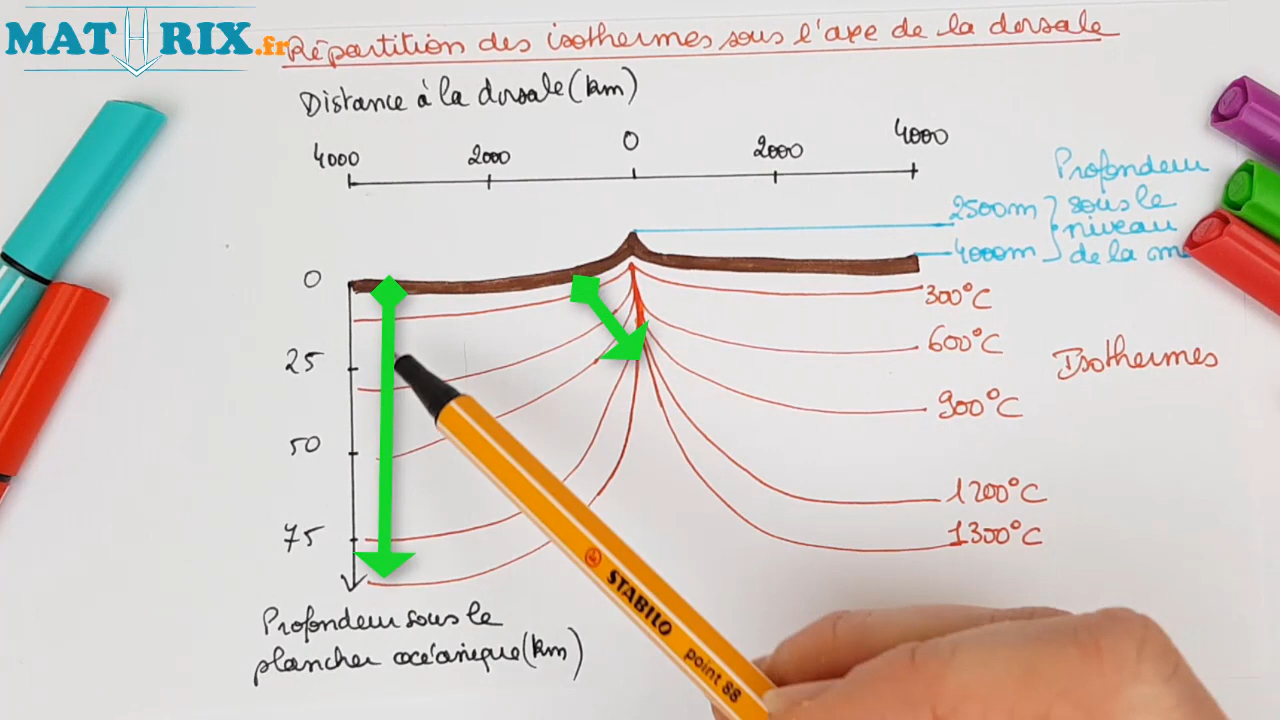 MATHRIX.fr
Répartition des isothermes sous l'axe de la dorsale
Distance à la dorsale (km)
4000 2000 0 2000 4000
Profondeur
sous le
niveau
de la
2500m
4000m
0
25
50
75
300°C
600°C
900°C
1200°C
1300°C
Isothermes
Profondeur sous le
plancher océanique (km)
STABILO
point 88